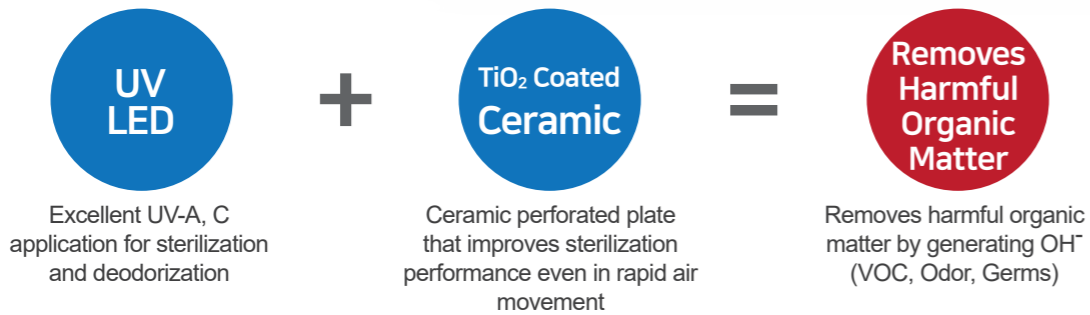 UV
LED
+
TiO₂ Coated
Ceramic
=
Removes
Harmful
Organic
Matter
Excellent UV-A, C
application for sterilization
and deodorization
Ceramic perforated plate
that improves sterilization
performance even in rapid air
movement
Removes harmful organic
matter by generating OH⁻
(VOC, Odor, Germs)